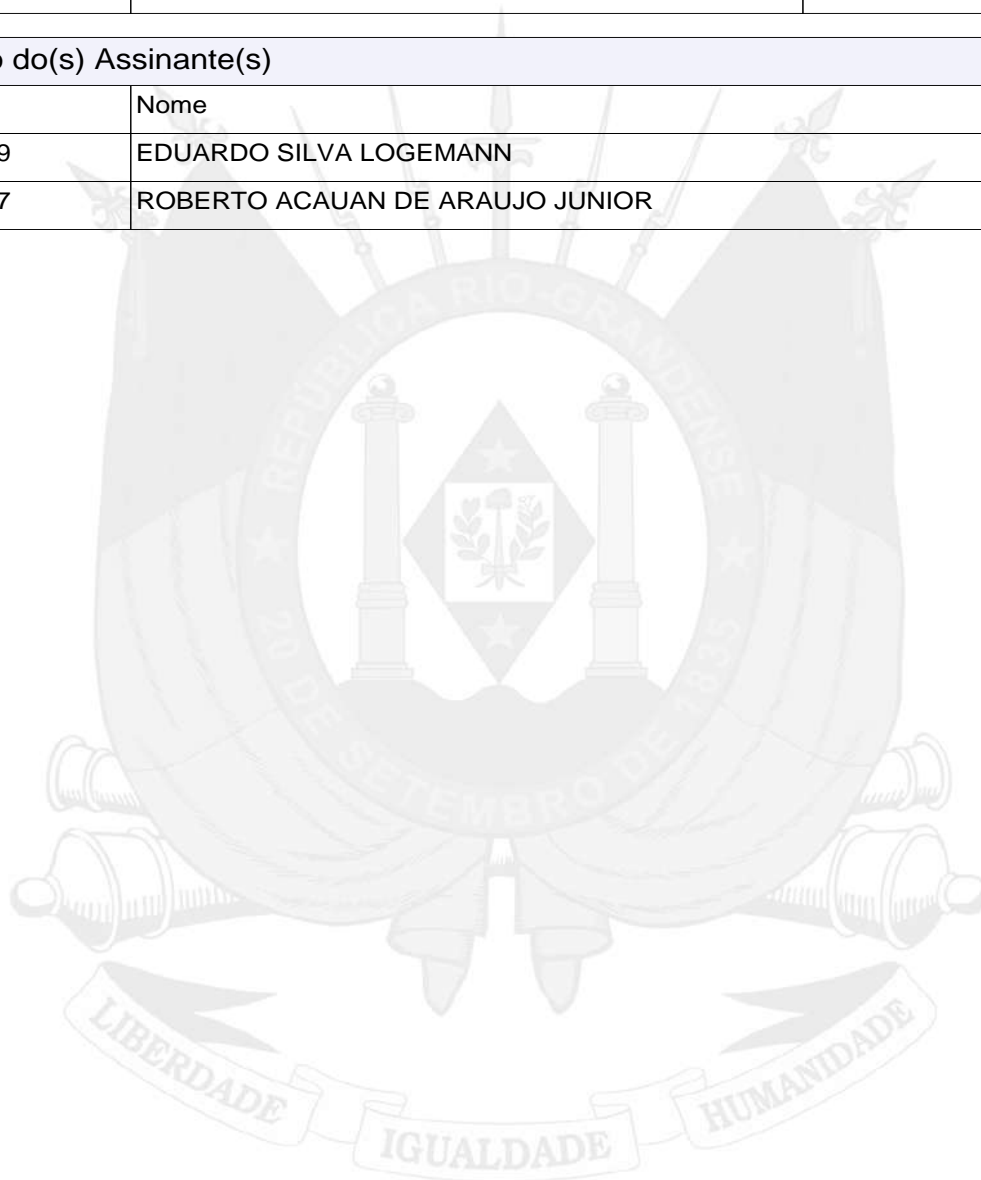 o do(s) Assinante(s)
Nome
9 EDUARDO SILVA LOGEMANN
7 ROBERTO ACAUAN DE ARAUJO JUNIOR
REPÚBLICA RIO-GRANDENSE
★ 20 DE SETEMBRO DE 1835 ★
LIBERDADE IGUALDADE HUMANIDADE